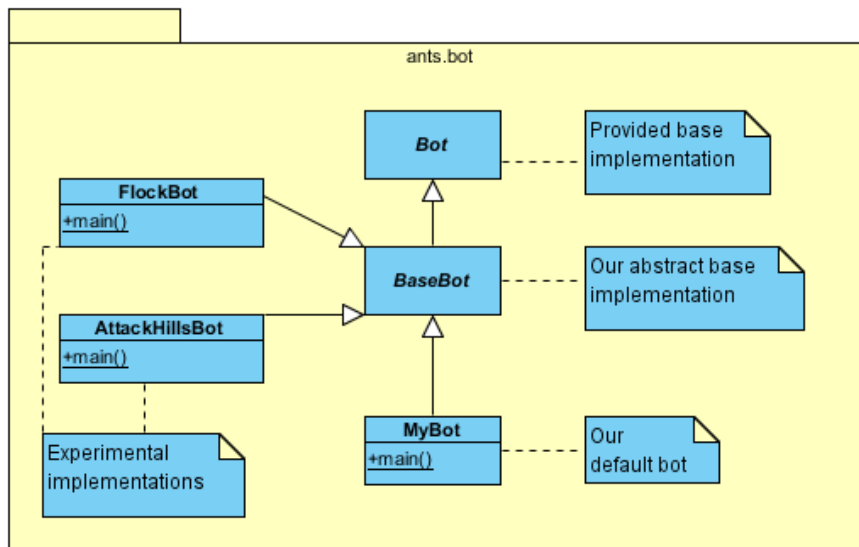 ants.bot
Bot
Provided base
implementation
FlockBot
+main()
BaseBot
Our abstract base
implementation
AttackHillsBot
+main()
MyBot
+main()
Our
default bot
Experimental
implementations